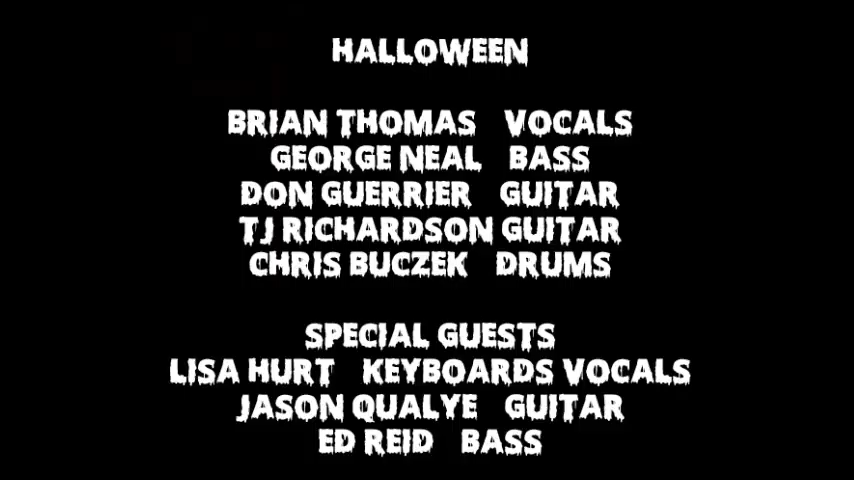 HALLOWEEN
BRIAN THOMAS VOCALS
GEORGE NEAL BASS
DON GUERRIER GUITAR
TJ RICHARDSON GUITAR
CHRIS BUCZEK DRUMS
SPECIAL GUESTS
LISA HURT KEYBOARDS VOCALS
JASON QUALYE GUITAR
ED REID BASS